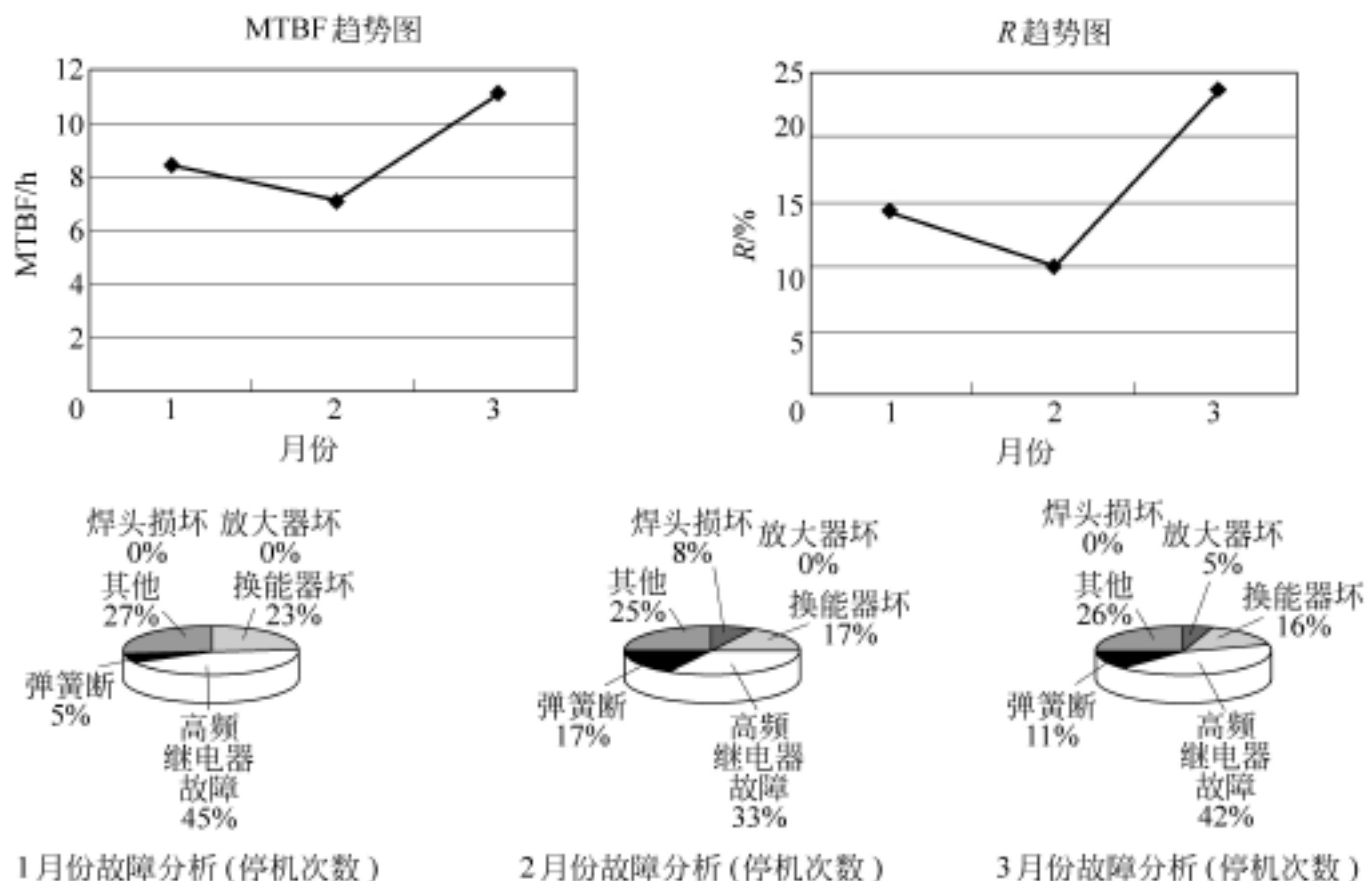 MTBF趋势图
12
10
8
6
4
2
0
MTBF/h
1 2 3
月份
R趋势图
25
20
15
10
5
0
R/%
1 2 3
月份
焊头损坏
0%
放大器坏
0%
其他
27%
换能器坏
23%
弹簧断
5%
高频
继电器
故障
45%
1月份故障分析(停机次数)
焊头损坏
8%
放大器坏
0%
其他
25%
换能器坏
17%
弹簧断
17%
高频
继电器
故障
33%
2月份故障分析(停机次数)
焊头损坏
0%
放大器坏
5%
其他
26%
换能器坏
16%
弹簧断
11%
高频
继电器
故障
42%
3月份故障分析(停机次数)